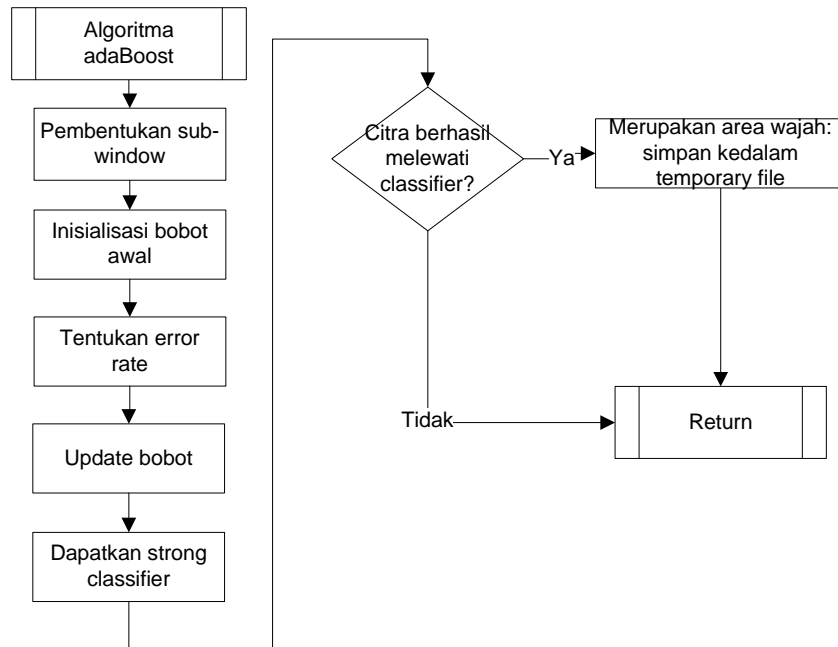 Algoritma
adaBoost
Pembentukan sub-
window
Inisialisasi bobot
awal
Tentukan error
rate
Update bobot
Dapatkan strong
classifier
Citra berhasil
melewati
classifier?
Ya
Merupakan area wajah:
simpan kedalam
temporary file
Tidak
Return